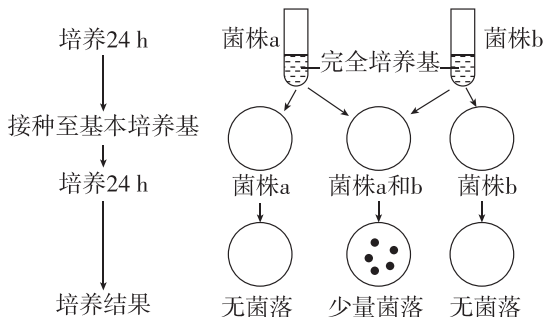 培养24 h
菌株a
菌株b
完全培养基
接种至基本培养基
培养24 h
菌株a
菌株a和b
菌株b
培养结果
无菌落
少量菌落
无菌落